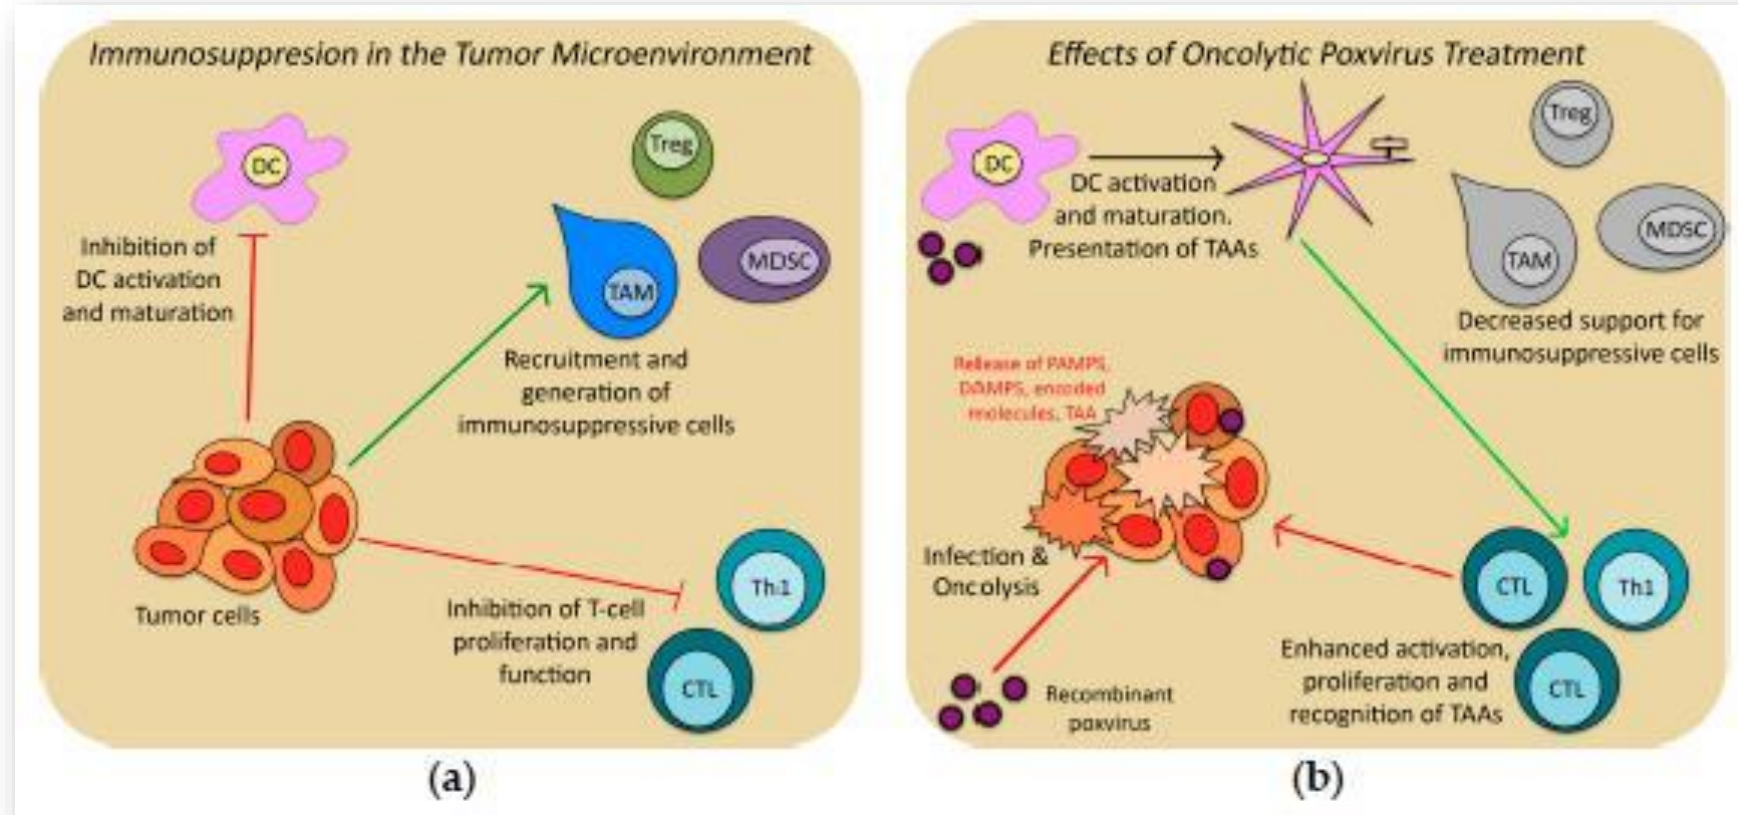 Immunosuppresion in the Tumor Microenvironment
DC
Treg
TAM
MDSC
Inhibition of
DC activation
and maturation
Recruitment and
generation of
immunosuppressive cells
Tumor cells
Inhibition of T-cell
proliferation and
function
Th1
CTL
(a)
Effects of Oncolytic Poxvirus Treatment
DC
DC activation
and maturation.
Presentation of TAAs
Treg
TAM
MDSC
Decreased support for
immunosuppressive cells
Release of PAMPS,
DAMPS, encoded
molecules, TAA
Infection &
Oncolysis
Recombinant
poxvirus
CTL
Th1
CTL
Enhanced activation,
proliferation and
recognition of TAAs
(b)